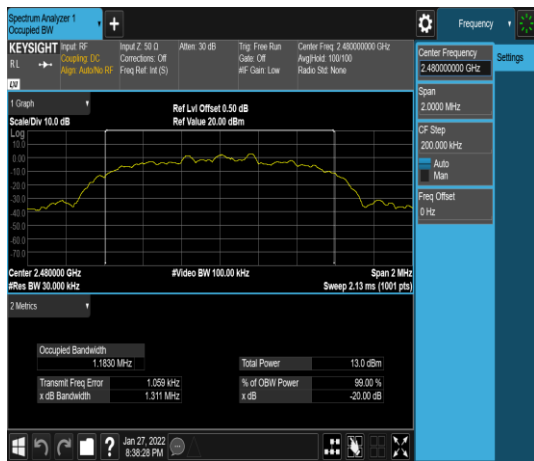 Spectrum Analyzer 1
Occupied BW
+
Frequency
KEYSIGHT
RL
LXI
Input: RF
Coupling: DC
Align: Auto/No RF
Input Z: 50 Ω
Corrections: Off
Freq Ref: Int (S)
Atten: 30 dB
Trig: Free Run
Gate: Off
#IF Gain: Low
Center Freq: 2.480000000 GHz
Avg|Hold: 100/100
Radio Std: None
Center Frequency
2.480000000 GHz
Settings
Span
2.0000 MHz
CF Step
200.000 kHz
Auto
Man
Freq Offset
0 Hz
1 Graph
Scale/Div 10.0 dB
Ref Lvl Offset 0.50 dB
Ref Value 20.00 dBm
Log
10.0
0.00
-10.0
-20.0
-30.0
-40.0
-50.0
-60.0
-70.0
Center 2.480000 GHz
#Res BW 30.000 kHz
#Video BW 100.00 kHz
Span 2 MHz
Sweep 2.13 ms (1001 pts)
2 Metrics
Occupied Bandwidth
1.1830 MHz
Total Power 13.0 dBm
Transmit Freq Error 1.059 kHz
% of OBW Power 99.00 %
x dB Bandwidth 1.311 MHz
x dB -20.00 dB
?
Jan 27, 2022
8:38:28 PM